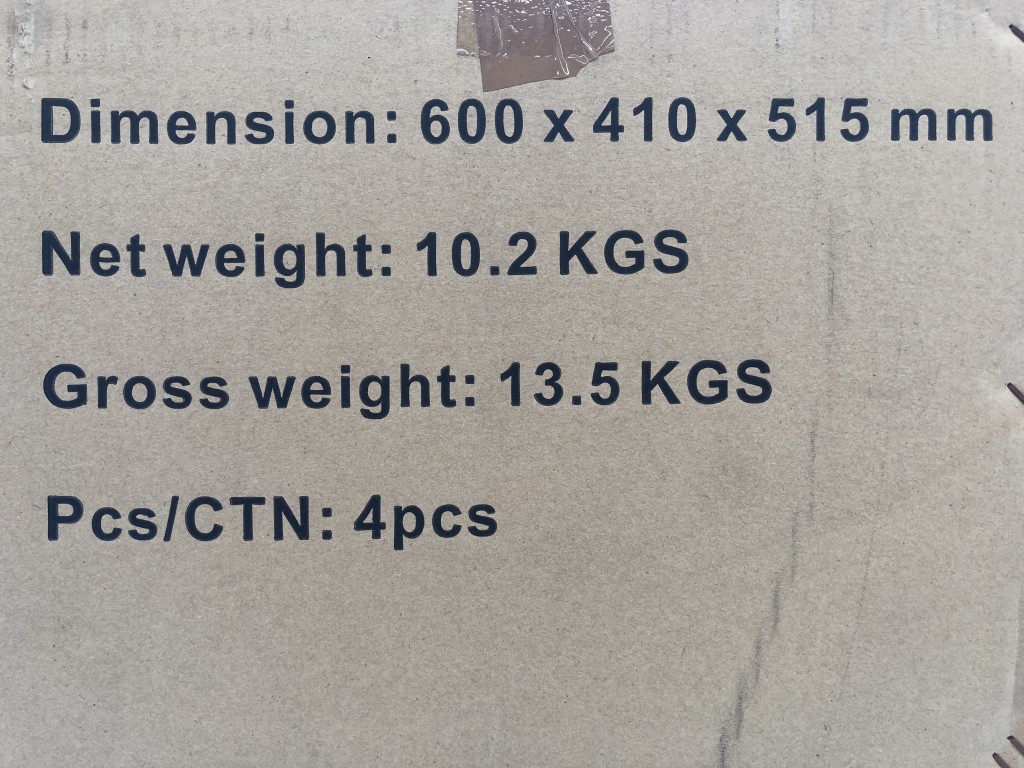 Dimension: 600 x 410 x 515 mm
Net weight: 10.2 KGS
Gross weight: 13.5 KGS
Pcs/CTN: 4pcs